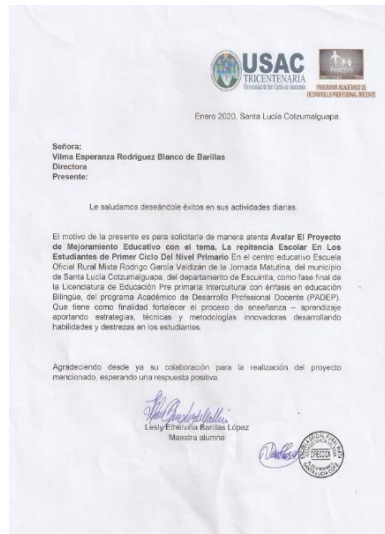 USAC
TRICENTENARIA
Universidad de San Carlos de Guatemala
PROGRAMA ACADÉMICO DE
DESARROLLO PROFESIONAL DOCENTE
Enero 2020, Santa Lucia Cotzumalguapa.
Señora:
Vilma Esperanza Rodriguez Blanco de Barillas
Directora
Presente:
Le saludamos deseándole éxitos en sus actividades diarias.
El motivo de la presente es para solicitarle de manera atenta Avalar El Proyecto
de Mejoramiento Educativo con el tema. La repitencia Escolar En Los
Estudiantes de Primer Ciclo Del Nivel Primario En el centro educativo Escuela
Oficial Rural Mixta Rodrigo García Valdizán de la Jornada Matutina, del municipio
de Santa Lucía Cotzumalguapa, del departamento de Escuintla, como fase final de
la Licenciatura de Educación Pre primaria Intercultural con énfasis en educación
Bilingüe, del programa Académico de Desarrollo Profesional Docente (PADEP).
Que tiene como finalidad fortalecer el proceso de enseñanza – aprendizaje
aportando estrategias, técnicas y metodologías innovadoras desarrollando
habilidades y destrezas en los estudiantes.
Agradeciendo desde ya su colaboración para la realización del proyecto
mencionado, esperando una respuesta positiva.
Lesly Ethelvina Barillas López
Maestra alumna
DIRECCION